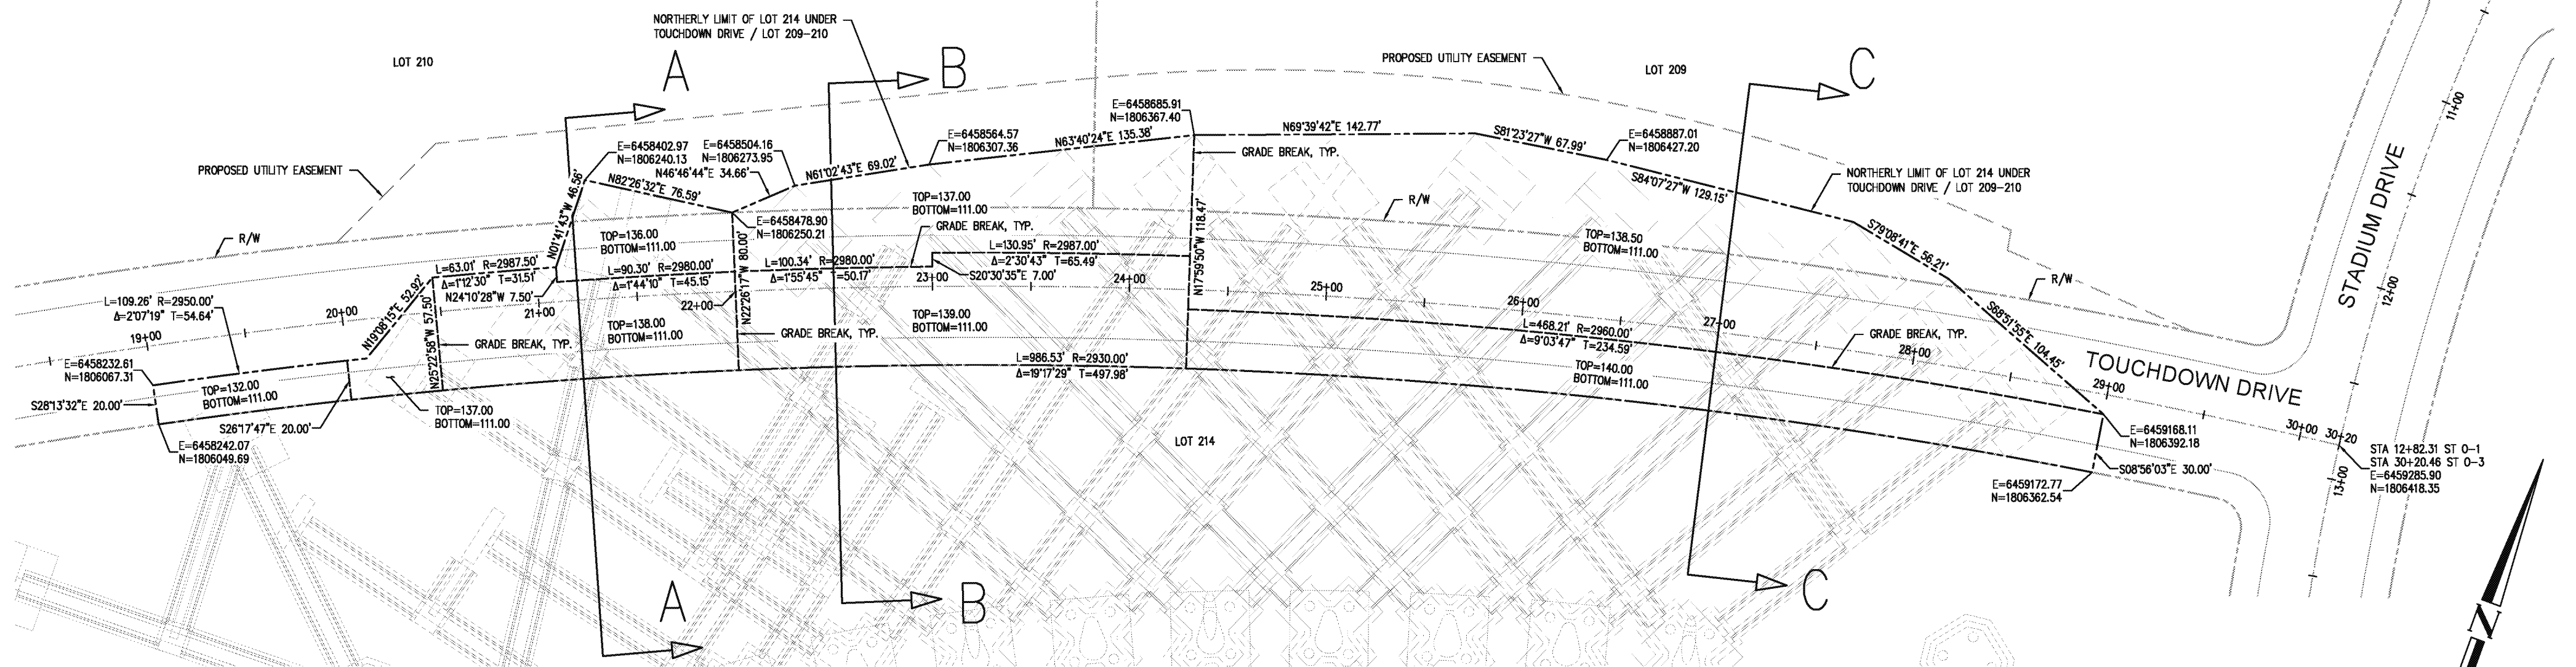 NORTHERLY LIMIT OF LOT 214 UNDER
TOUCHDOWN DRIVE / LOT 209-210
LOT 210
A
B
PROPOSED UTILITY EASEMENT
LOT 209
C
E=6458685.91
N=1806367.40
E=6458564.57
N=1806307.36
N63°40'24"E 135.38'
N69°39'42"E 142.77'
S81°23'27"W 67.99'
E=6458887.01
N=1806427.20
GRADE BREAK, TYP.
E=6458402.97
N=1806240.13
E=6458504.16
N=1806273.95
N46°46'44"E 34.66'
N61°02'43"E 69.02'
PROPOSED UTILITY EASEMENT
N82°26'32"E 76.59'
N01°41'43"W 46.56'
S84°07'27"W 129.15'
NORTHERLY LIMIT OF LOT 214 UNDER
TOUCHDOWN DRIVE / LOT 209-210
STADIUM DRIVE
11+00
12+00
13+00
R/W
R/W
R/W
TOP=137.00
BOTTOM=111.00
E=6458478.90
N=1806250.21
GRADE BREAK, TYP.
TOP=136.00
BOTTOM=111.00
N22°26'17"W 80.00'
N17°59'50"W 118.47'
TOP=138.50
BOTTOM=111.00
S79°08'41"E 56.21'
L=63.01' R=2987.50'
Δ=1°12'30" T=31.51'
L=90.30' R=2980.00'
Δ=1°44'10" T=45.15'
L=100.34' R=2980.00'
Δ=1°55'45" T=50.17'
L=130.95' R=2987.00'
Δ=2°30'43" T=65.49'
S20°30'35"E 7.00'
N24°10'28"W 7.50'
N19°08'15"E 52.92'
L=109.26' R=2950.00'
Δ=2°07'19" T=54.64'
19+00
20+00
21+00
22+00
23+00
24+00
25+00
26+00
27+00
28+00
29+00
30+00
30+20
TOP=138.00
BOTTOM=111.00
GRADE BREAK, TYP.
TOP=139.00
BOTTOM=111.00
GRADE BREAK, TYP.
N25°22'58"W 57.50'
L=468.21' R=2960.00'
Δ=9°03'47" T=234.59'
GRADE BREAK, TYP.
S68°51'55"E 104.45'
TOUCHDOWN DRIVE
E=6458232.61
N=1806067.31
TOP=132.00
BOTTOM=111.00
S28°13'32"E 20.00'
S26°17'47"E 20.00'
TOP=137.00
BOTTOM=111.00
L=986.53' R=2930.00'
Δ=19°17'29" T=497.98'
TOP=140.00
BOTTOM=111.00
E=6458242.07
N=1806049.69
LOT 214
E=6459168.11
N=1806392.18
S08°56'03"E 30.00'
E=6459172.77
N=1806362.54
STA 12+82.31 ST O-1
STA 30+20.46 ST O-3
E=6459285.90
N=1806418.35
A
B
C
N